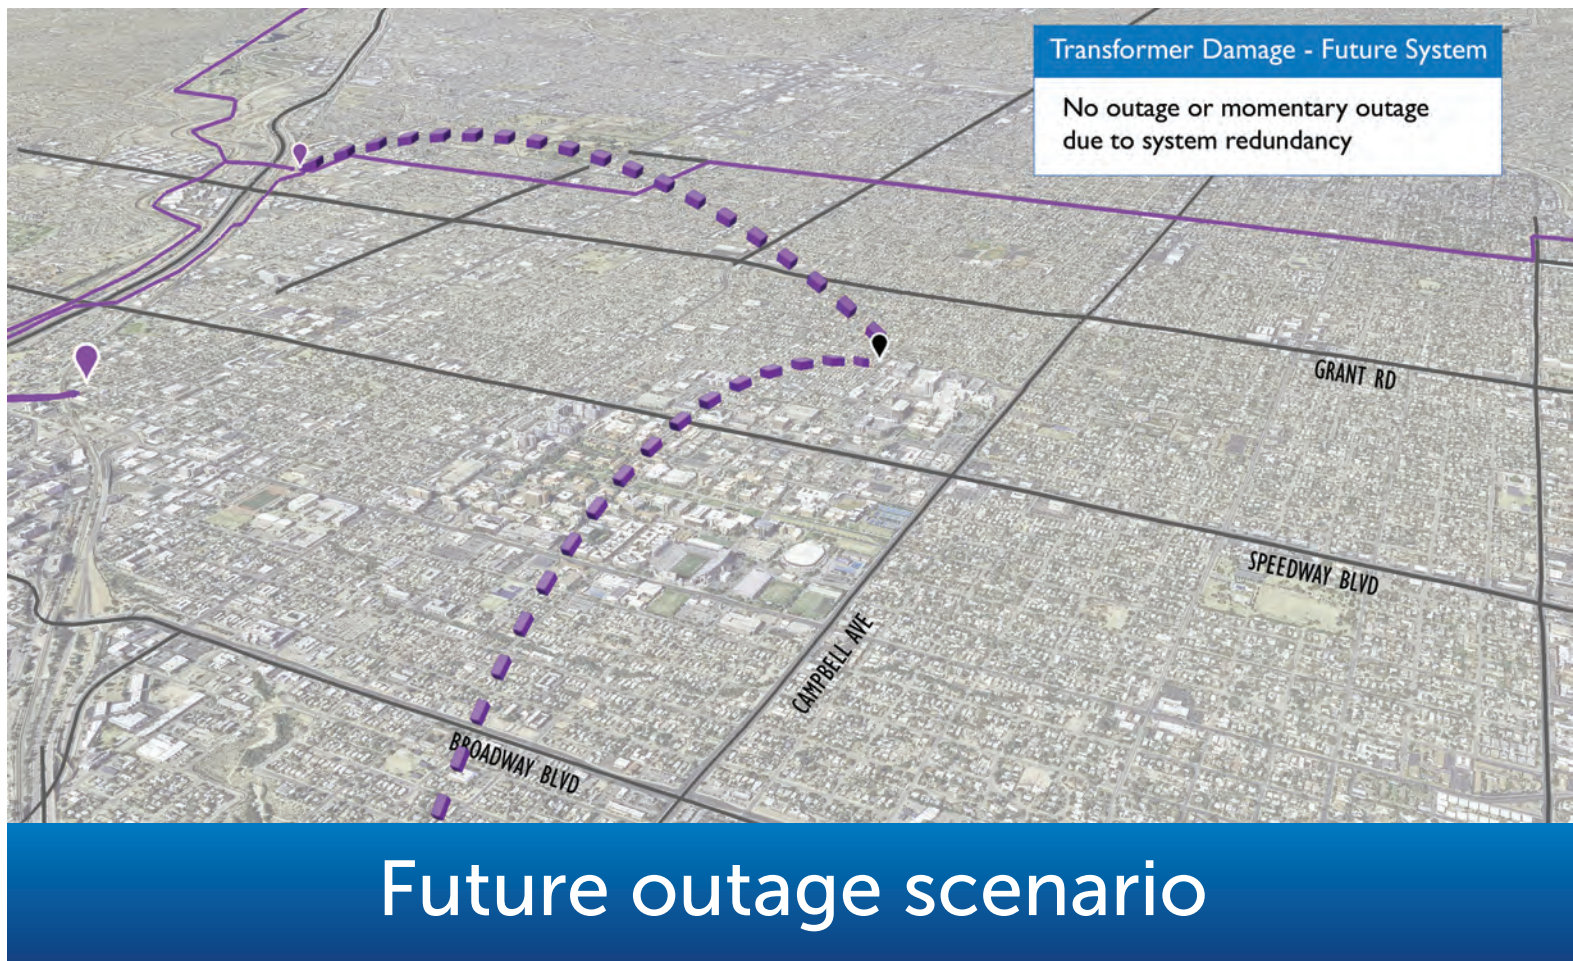 Transformer Damage - Future System
No outage or momentary outage
due to system redundancy
GRANT RD
SPEEDWAY BLVD
CAMPBELL AVE
BROADWAY BLVD
Future outage scenario